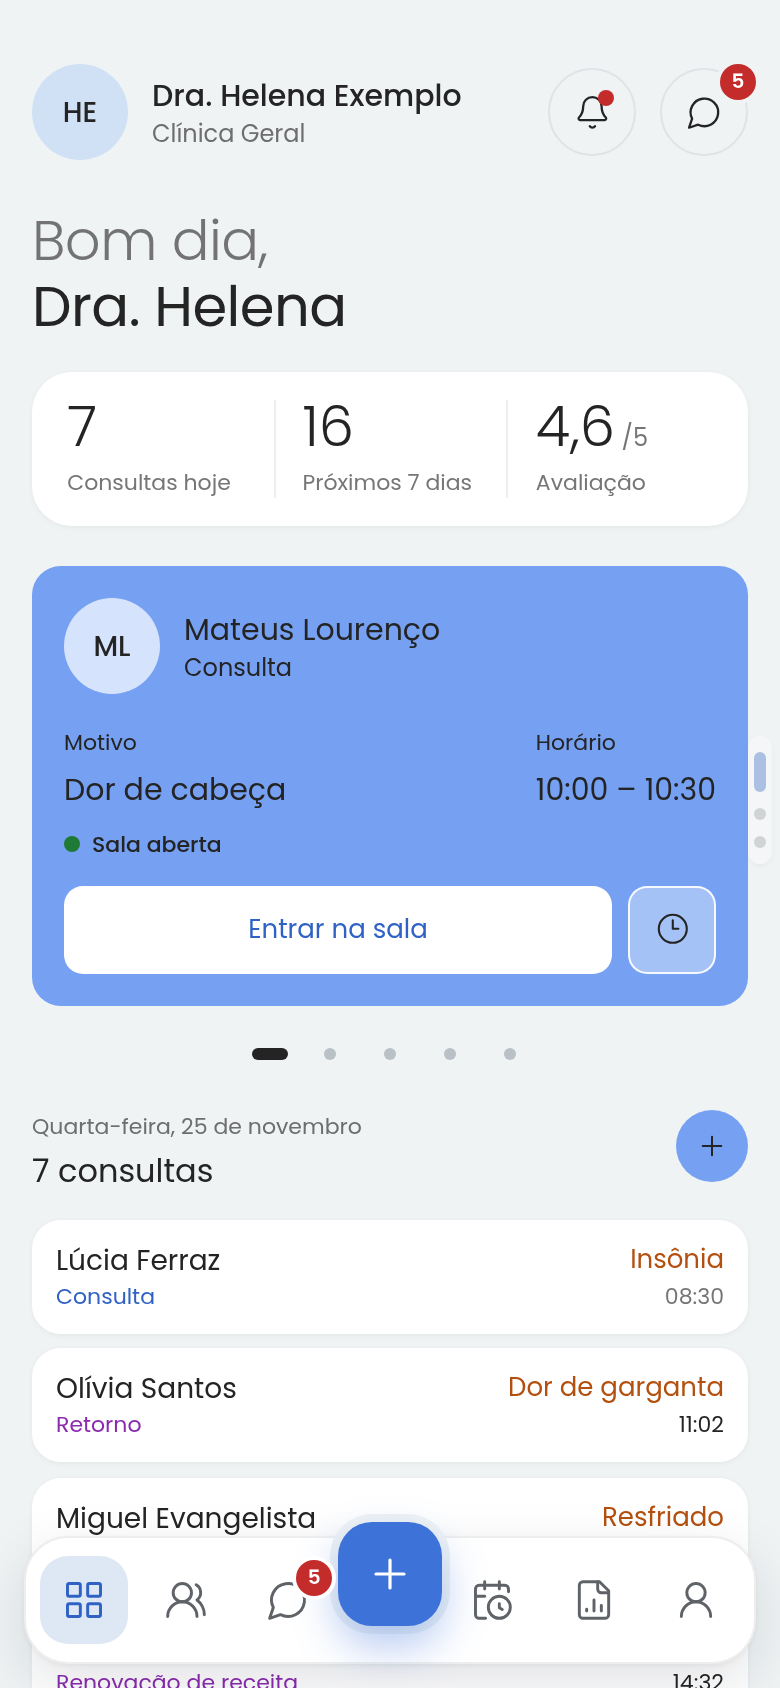 HE
Dra. Helena Exemplo
Clínica Geral
5
Bom dia,
Dra. Helena
7
Consultas hoje
16
Próximos 7 dias
4,6 /5
Avaliação
ML
Mateus Lourenço
Consulta
Motivo
Horário
Dor de cabeça
10:00 – 10:30
Sala aberta
Entrar na sala
Quarta-feira, 25 de novembro
7 consultas
Lúcia Ferraz
Insônia
Consulta
08:30
Olívia Santos
Dor de garganta
Retorno
11:02
Miguel Evangelista
Resfriado
5
Renovação de receita
14:32